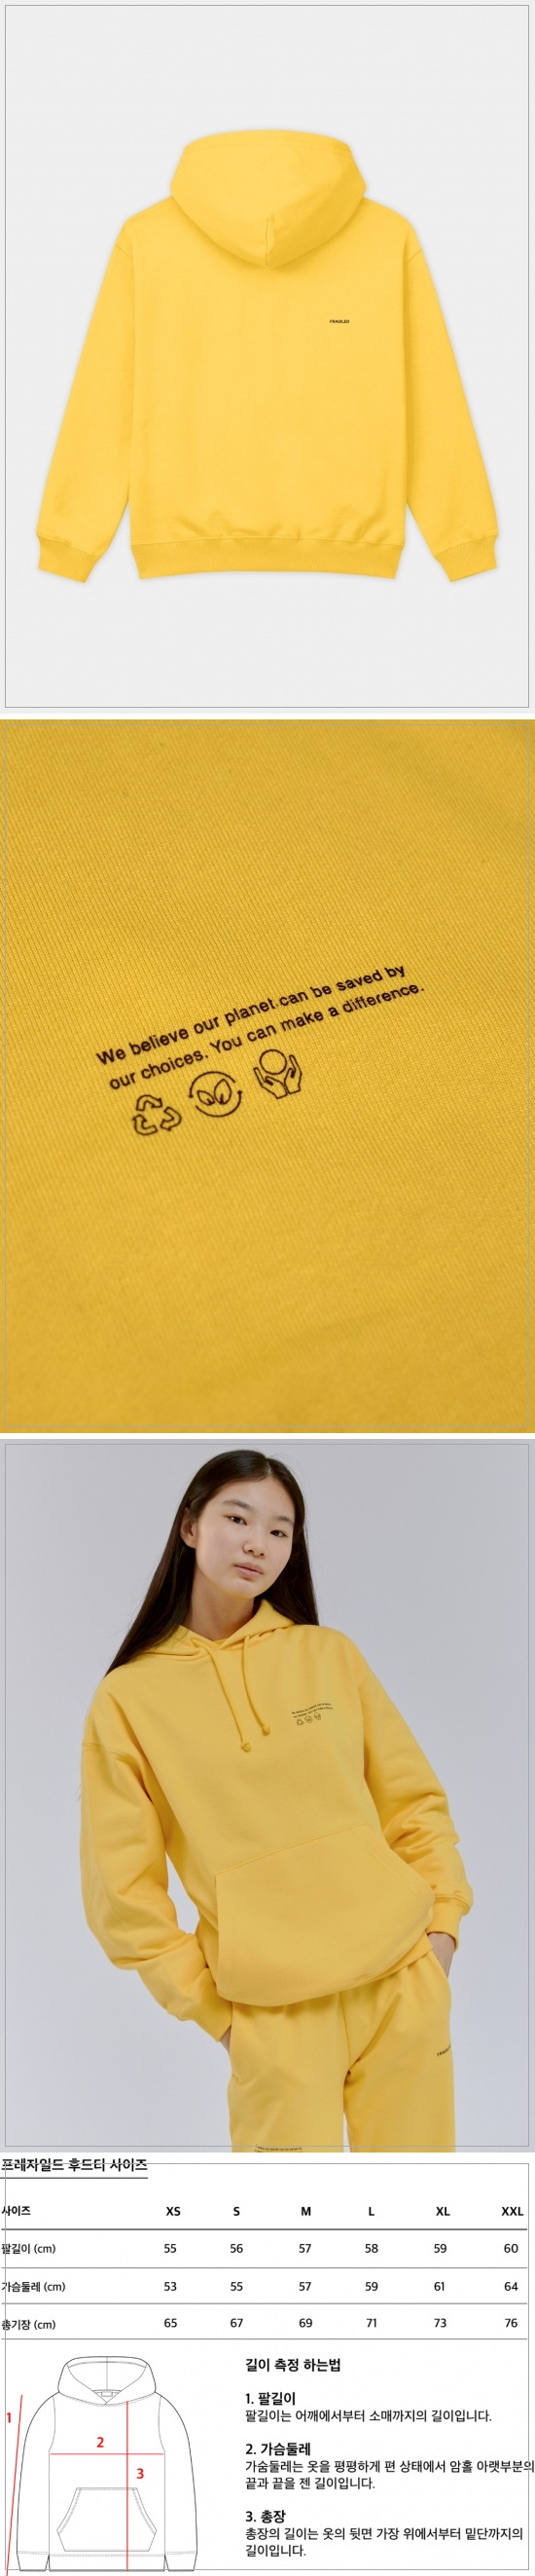 FRAGILED
We believe our planet can be saved by
our choices. You can make a difference.
프레자일드 후드티 사이즈
사이즈 XS S M L XL XXL
팔길이 (cm) 55 56 57 58 59 60
가슴둘레 (cm) 53 55 57 59 61 64
총기장 (cm) 65 67 69 71 73 76
길이 측정 하는법
1. 팔길이
팔길이는 어깨에서부터 소매까지의 길이입니다.
2. 가슴둘레
가슴둘레는 옷을 평평하게 편 상태에서 암홀 아랫부분의
끝과 끝을 젠 길이입니다.
3. 총장
총장의 길이는 옷의 뒷면 가장 위에서부터 밑단까지의
길이입니다.
1
2
3